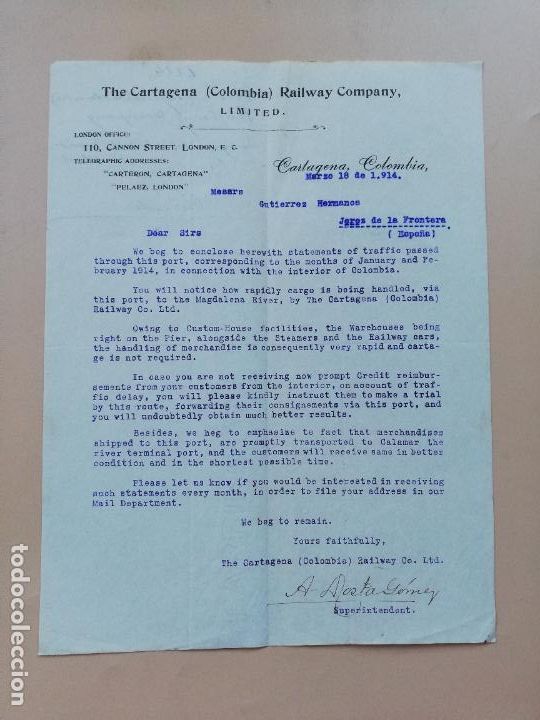 The Cartagena (Colombia) Railway Company,
LIMITED.
LONDON OFFICE:
110, CANNON STREET, LONDON, E. C.
TELEGRAPHIC ADDRESSES:
"CARTERON, CARTAGENA"
"PELAEZ, LONDON"
Cartagena, Colombia,
Marzo 18 de 1.914.
Messrs
Gutierrez Hermanos
Jerez de la Frontera
( España )
Dear Sirs
We beg to enclose herewith statements of traffic passed
through this port, corresponding to the months of January and Fe-
bruary 1914, in connection with the interior of Colombia.
You will notice how rapidly cargo is being handled, via
this port, to the Magdalena River, by The Cartagena (Colombia)
Railway Co. Ltd.
Owing to Custom-House facilities, the Warehouses being
right on the Pier, alongside the Steamers and the Railway cars,
the handling of merchandise is consequently very rapid and carta-
ge is not required.
In case you are not receiving now prompt Credit reimbur-
sements from your customers from the interior, on account of traf-
fic delay, you will please kindly instruct them to make a trial
by this route, forwarding their consignements via this port, and
you will undoubtedly obtain much better results.
Besides, we beg to emphasise to fact that merchandises
shipped to this port, are promptly transported to Calamar the
river terminal port, and the customers will receive same in better
condition and in the shortest possible time.
Please let us know if you would be interested in receiving
such statements every month, in order to file your address in our
Mail Department.
We beg to remain.
Yours faithfully,
The Cartagena (Colombia) Railway Co. Ltd.
A Dosta Gómez
Superintendent.
todocoleccion